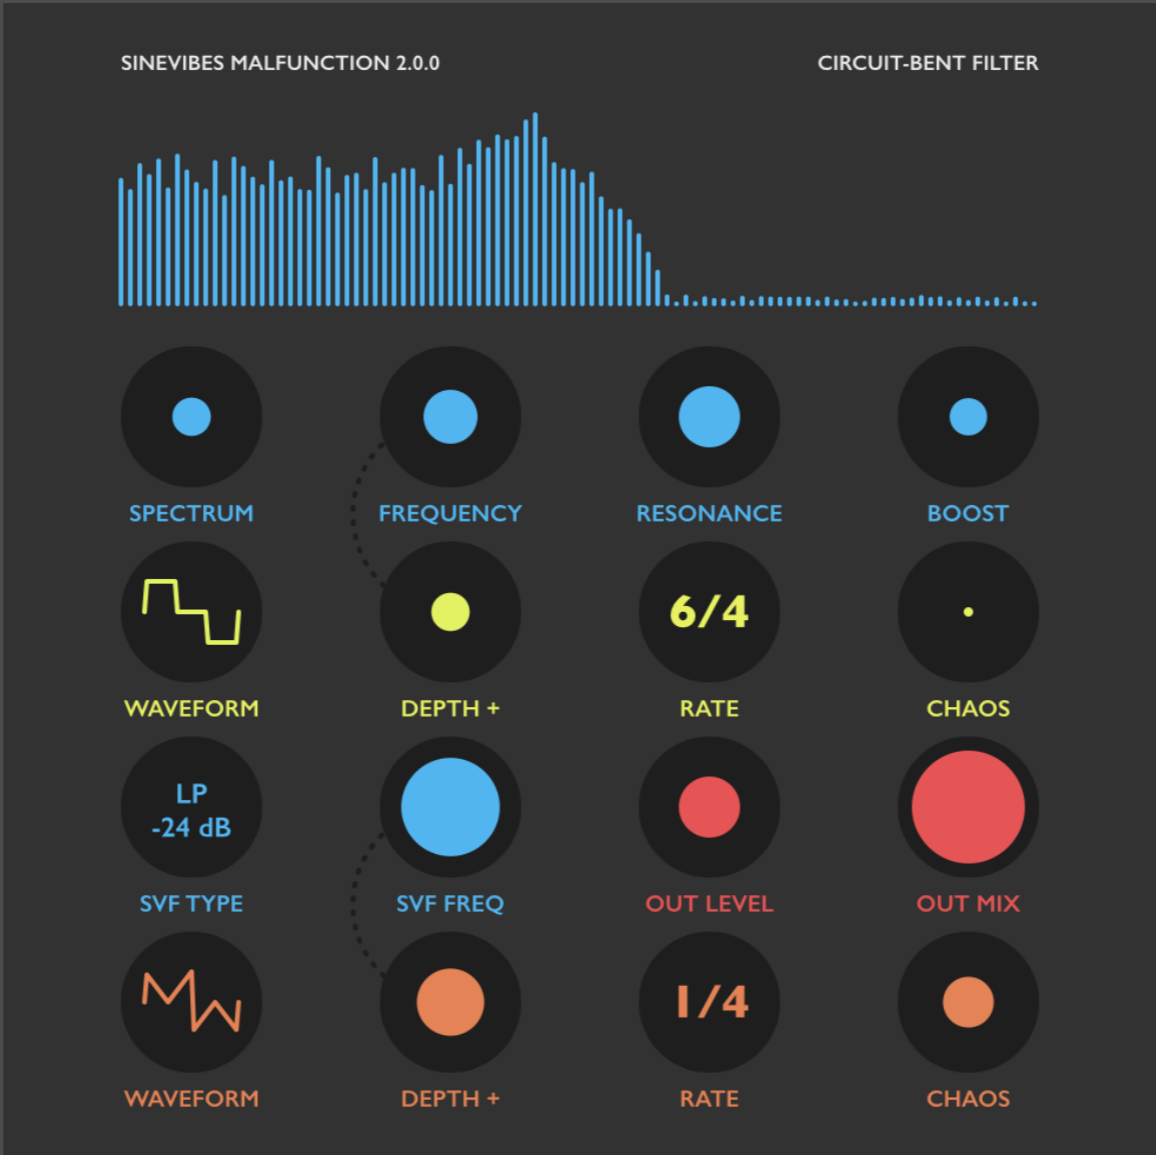 SINEVIBES MALFUNCTION 2.0.0
CIRCUIT-BENT FILTER
SPECTRUM
FREQUENCY
RESONANCE
BOOST
6/4
WAVEFORM
DEPTH +
RATE
CHAOS
LP
-24 dB
SVF TYPE
SVF FREQ
OUT LEVEL
OUT MIX
1/4
WAVEFORM
DEPTH +
RATE
CHAOS